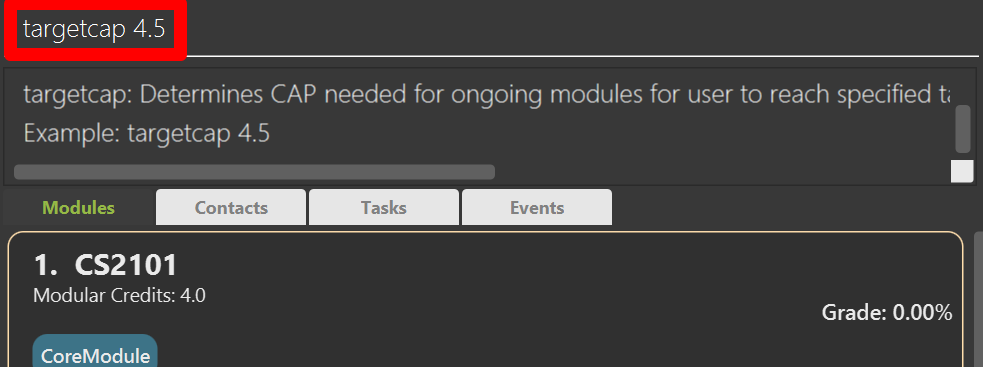 targetcap 4.5
targetcap: Determines CAP needed for ongoing modules for user to reach specified
Example: targetcap 4.5
Modules Contacts Tasks Events
1. CS2101
Modular Credits: 4.0
Grade: 0.00%
CoreModule